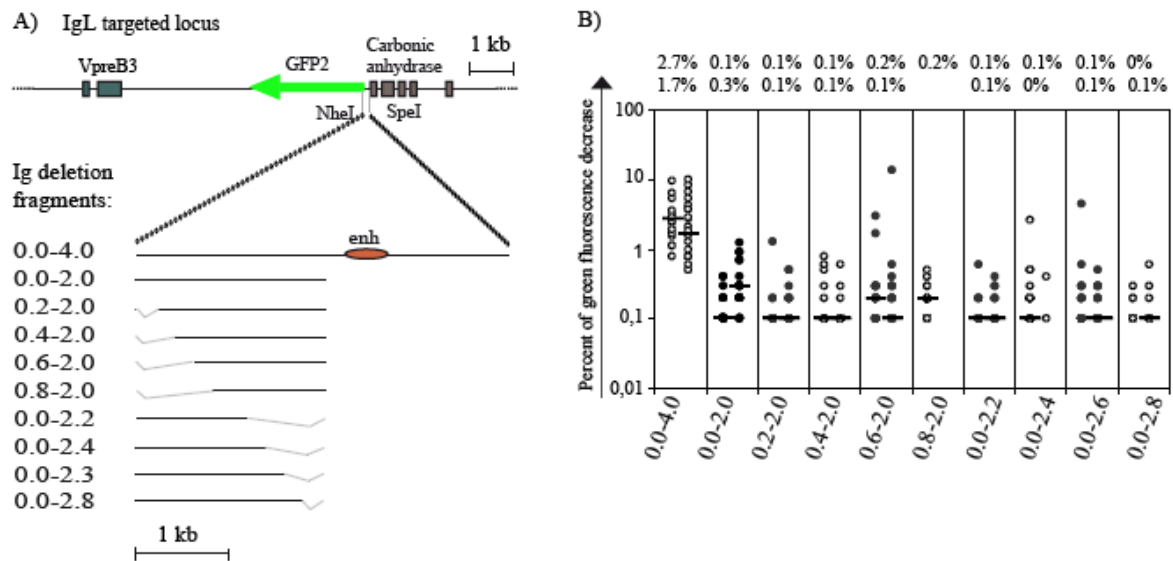 A) IgL targeted locus
1 kb
VpreB3
GFP2
Carbonic
anhydrase
NheI
SpeI
Ig deletion
fragments:
enh
0.0-4.0
0.0-2.0
0.2-2.0
0.4-2.0
0.6-2.0
0.8-2.0
0.0-2.2
0.0-2.4
0.0-2.3
0.0-2.8
1 kb
B)
2.7% 0.1% 0.1% 0.1% 0.2% 0.2% 0.1% 0.1% 0.1% 0%
1.7% 0.3% 0.1% 0.1% 0.1% 0.1% 0% 0.1% 0.1%
Percent of green fluorescence decrease
100
10
1
0,1
0,01
0.0-4.0 0.0-2.0 0.2-2.0 0.4-2.0 0.6-2.0 0.8-2.0 0.0-2.2 0.0-2.4 0.0-2.6 0.0-2.8